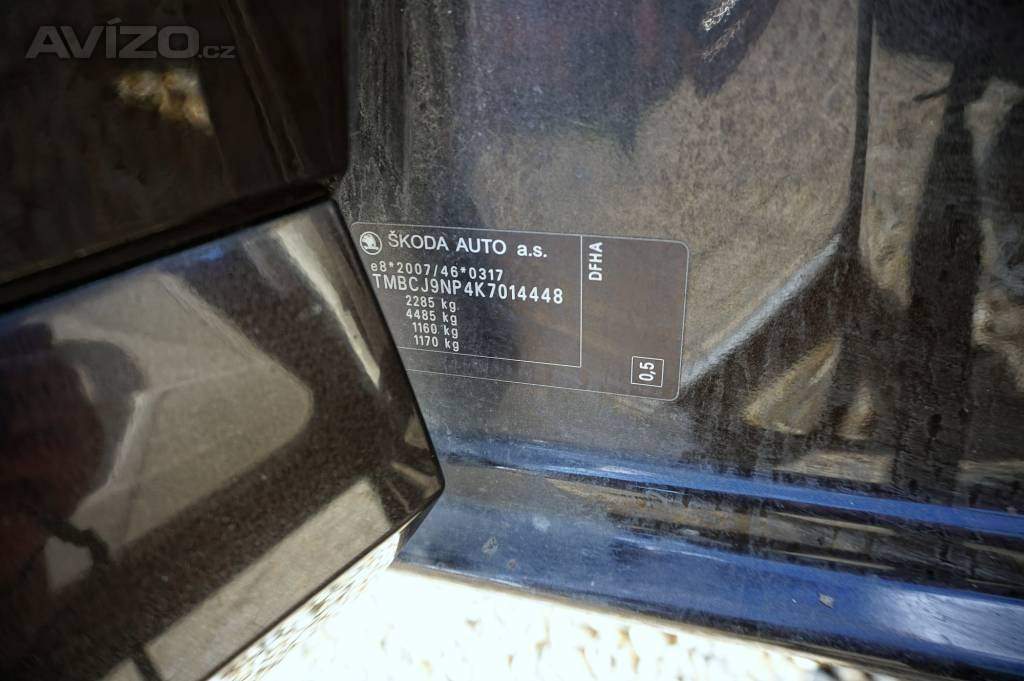 AVÍZO.cz
ŠKODA AUTO a.s.
e8*2007/46*0317
TMBCJ9NP4K7014448
2285 kg
4485 kg
1160 kg
1170 kg
DFHA
0,5